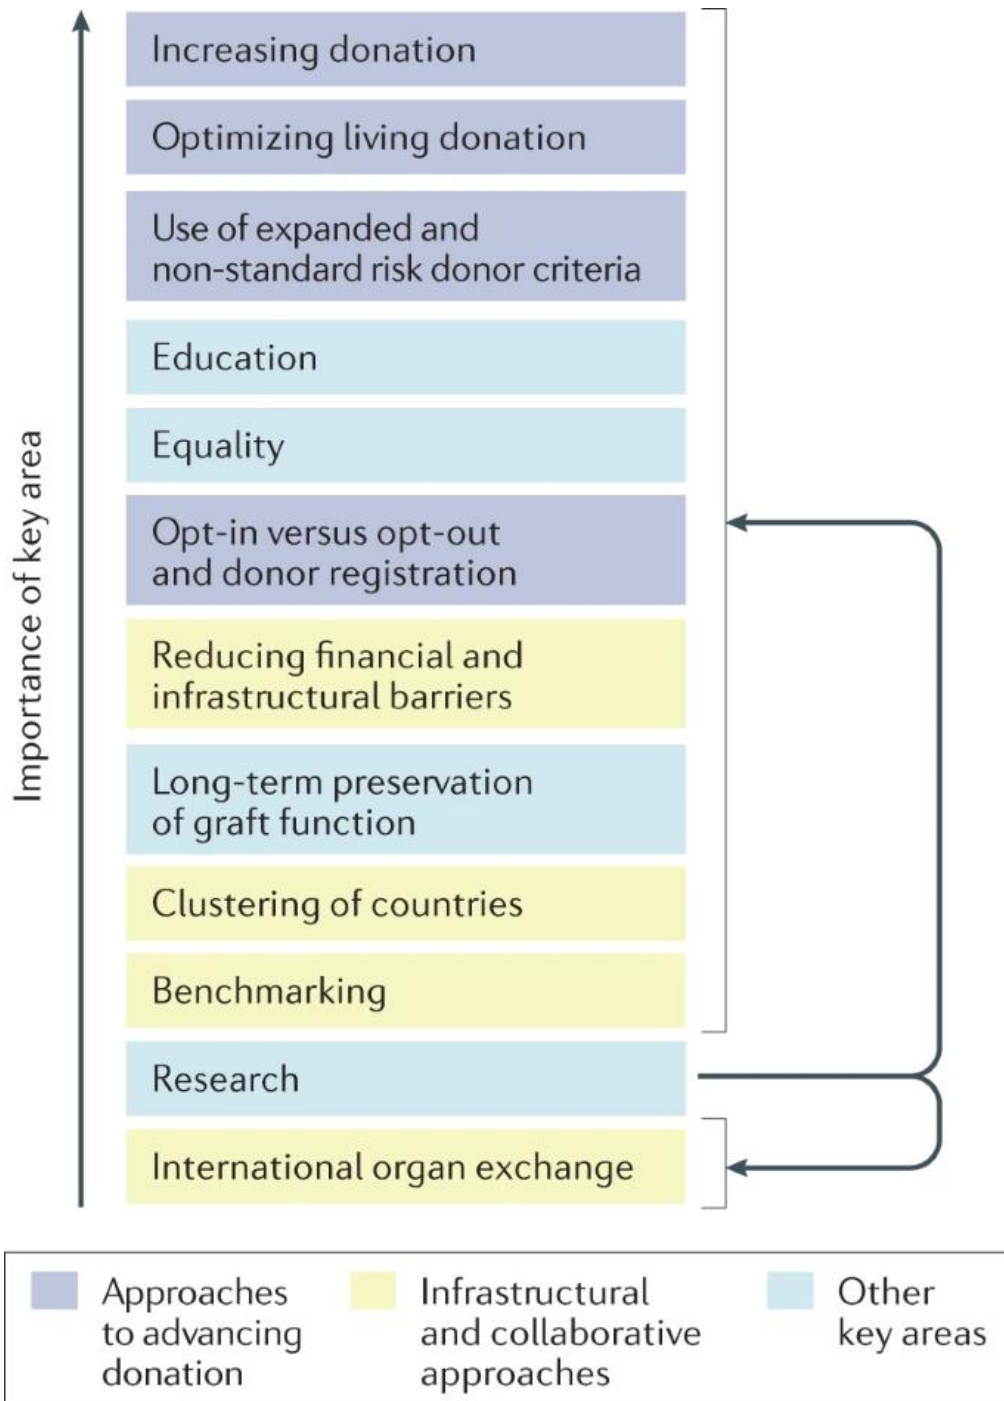 Importance of key area
Increasing donation
Optimizing living donation
Use of expanded and
non-standard risk donor criteria
Education
Equality
Opt-in versus opt-out
and donor registration
Reducing financial and
infrastructural barriers
Long-term preservation
of graft function
Clustering of countries
Benchmarking
Research
International organ exchange
Approaches
to advancing
donation
Infrastructural
and collaborative
approaches
Other
key areas